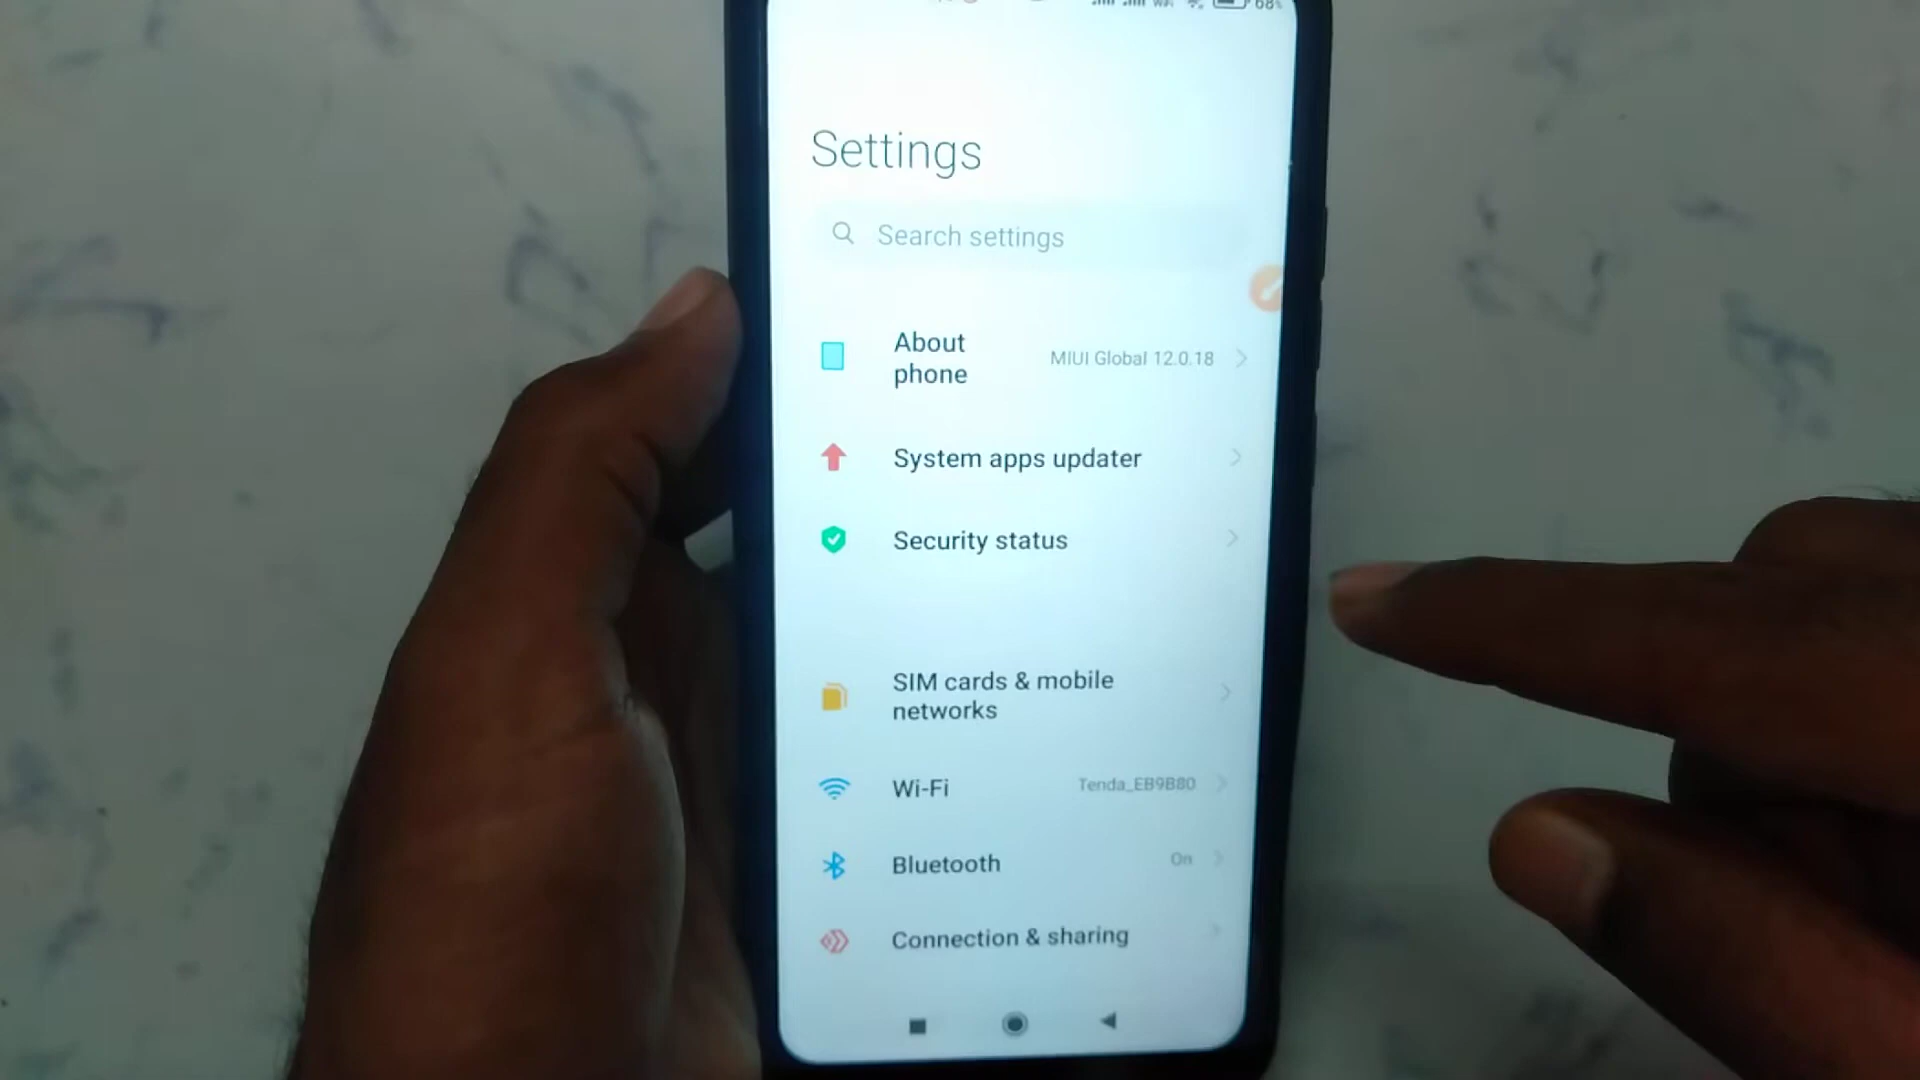 68%
Settings
Search settings
About
phone
MIUI Global 12.0.18
System apps updater
Security status
SIM cards & mobile
networks
Wi-Fi
Tenda_EB9B80
Bluetooth
On
Connection & sharing